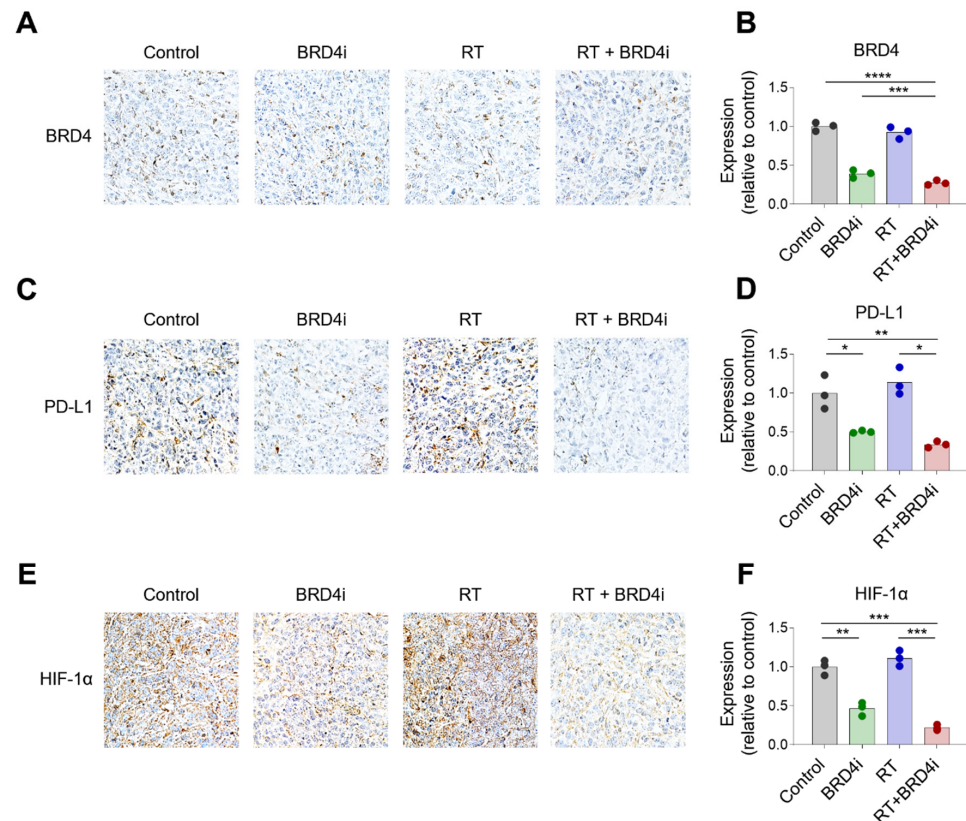 A
Control BRD4i RT RT + BRD4i
BRD4
B
BRD4
Expression
(relative to control)
****
***
1.5
1.0
0.5
0.0
Control
BRD4i
RT
RT+BRD4i
C
Control BRD4i RT RT + BRD4i
PD-L1
D
PD-L1
Expression
(relative to control)
**
* *
1.5
1.0
0.5
0.0
Control
BRD4i
RT
RT+BRD4i
E
Control BRD4i RT RT + BRD4i
HIF-1α
F
HIF-1α
Expression
(relative to control)
***
** ***
1.5
1.0
0.5
0.0
Control
BRD4i
RT
RT+BRD4i